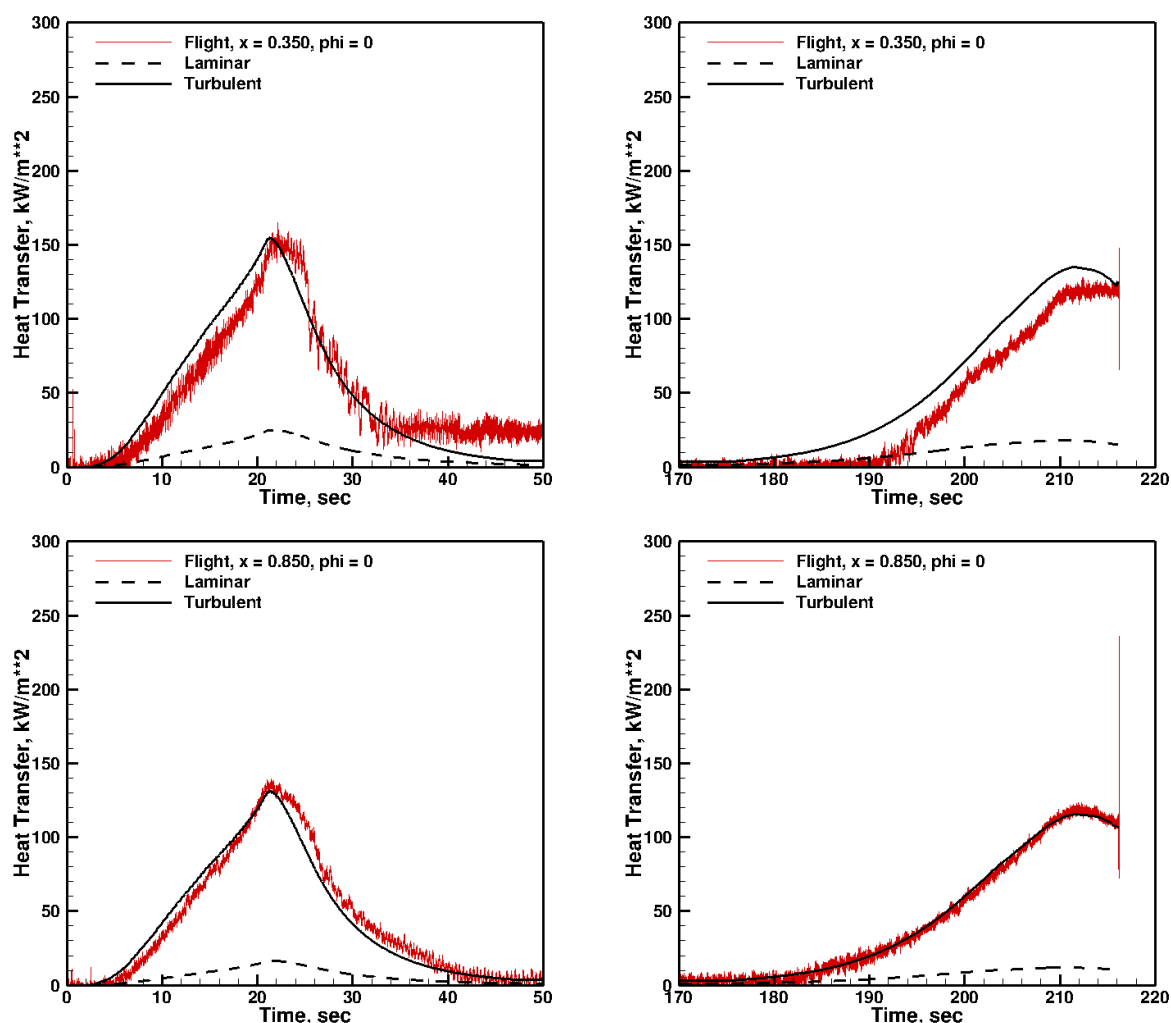 300
250
200
150
100
50
0
Heat Transfer, kW/m**2
Flight, x = 0.350, phi = 0
Laminar
Turbulent
0 10 20 30 40 50
Time, sec
300
250
200
150
100
50
0
Heat Transfer, kW/m**2
Flight, x = 0.350, phi = 0
Laminar
Turbulent
170 180 190 200 210 220
Time, sec
300
250
200
150
100
50
0
Heat Transfer, kW/m**2
Flight, x = 0.850, phi = 0
Laminar
Turbulent
0 10 20 30 40 50
Time, sec
300
250
200
150
100
50
0
Heat Transfer, kW/m**2
Flight, x = 0.850, phi = 0
Laminar
Turbulent
170 180 190 200 210 220
Time, sec